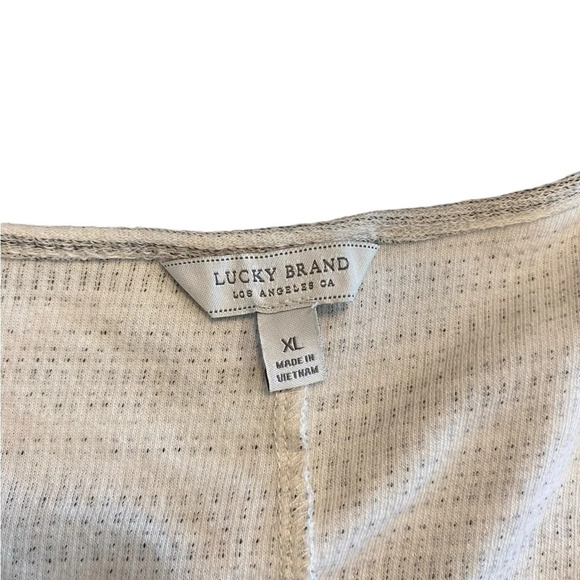 LUCKY BRAND
LOS ANGELES CA
XL
MADE IN
VIETNAM